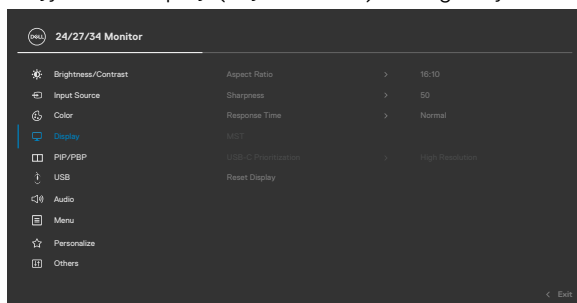 DELL
24/27/34 Monitor
Brightness/Contrast
Aspect Ratio > 16:10
Input Source
Sharpness > 50
Color
Response Time > Normal
Display
MST
PIP/PBP
USB-C Prioritization > High Resolution
USB
Reset Display
Audio
Menu
Personalize
Others
< Exit